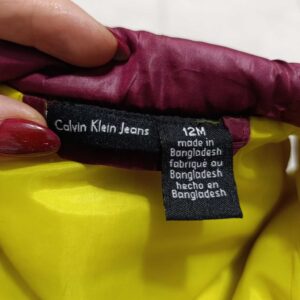 Calvin Klein Jeans
12M
made in
Bangladesh
fabriqué au
Bangladesh
hecho en
Bangladesh